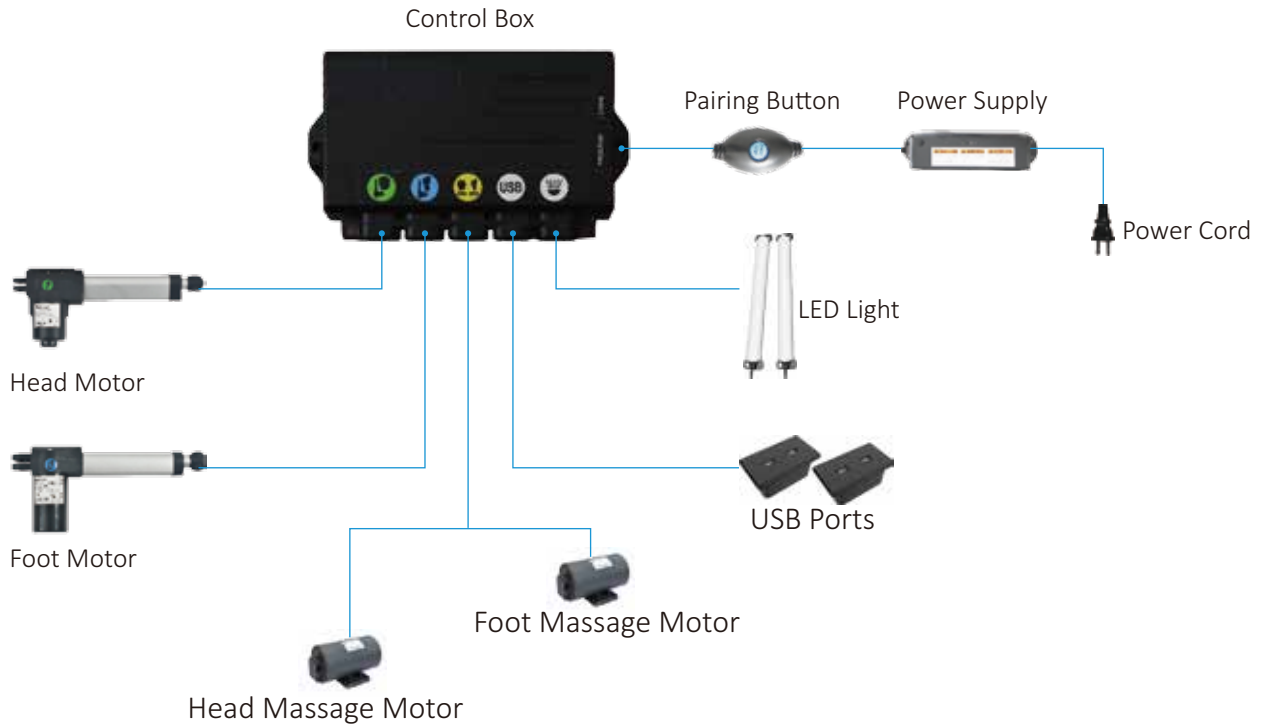 Control Box
Pairing Button
Power Supply
USB
Power Cord
LED Light
Head Motor
USB Ports
Foot Motor
Foot Massage Motor
Head Massage Motor